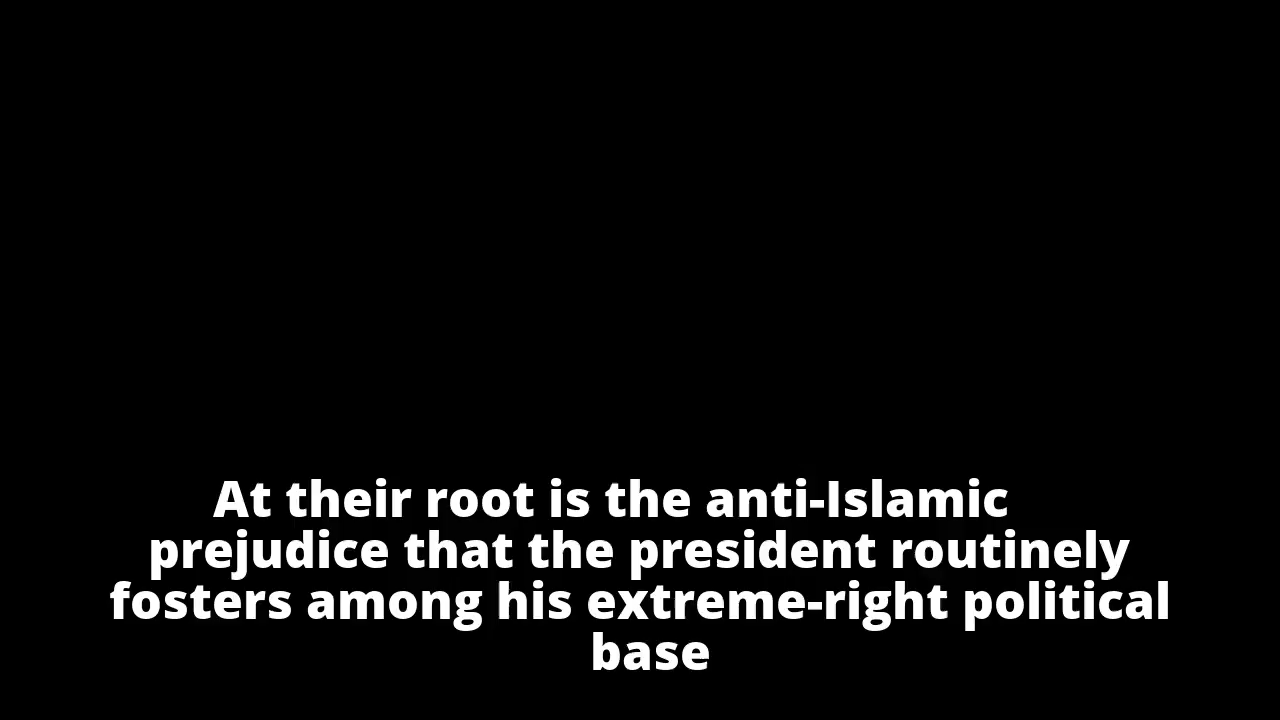 At their root is the anti-Islamic
prejudice that the president routinely
fosters among his extreme-right political
base